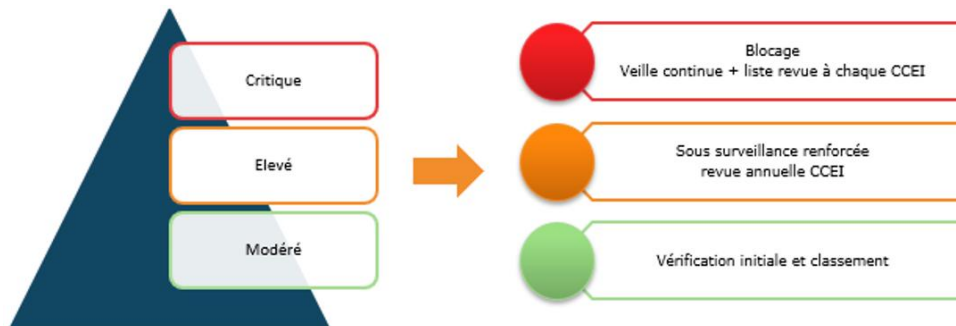 Critique
Elevé
Modéré
Blocage
Veille continue + liste revue à chaque CCEI
Sous surveillance renforcée
revue annuelle CCEI
Vérification initiale et classement